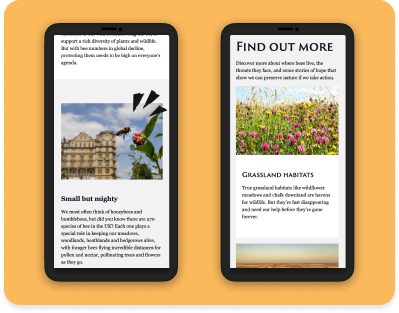 support a rich diversity of plants and wildlife.
But with bee numbers in global decline,
protecting them needs to be high on everyone's
agenda.
Small but mighty
We most often think of honeybees and
bumblebees, but did you know there are 270
species of bee in the UK? Each one plays a
special role in keeping our meadows,
woodlands, heathlands and hedgerows alive,
with forager bees flying incredible distances for
pollen and nectar, pollinating trees and flowers
as they go.
Find out more
Discover more about where bees live, the
threats they face, and some stories of hope that
show we can preserve nature if we take action.
Grassland habitats
True grassland habitats like wildflower
meadows and chalk downland are havens
for wildlife. But they're fast disappearing
and need our help before they're gone
forever.